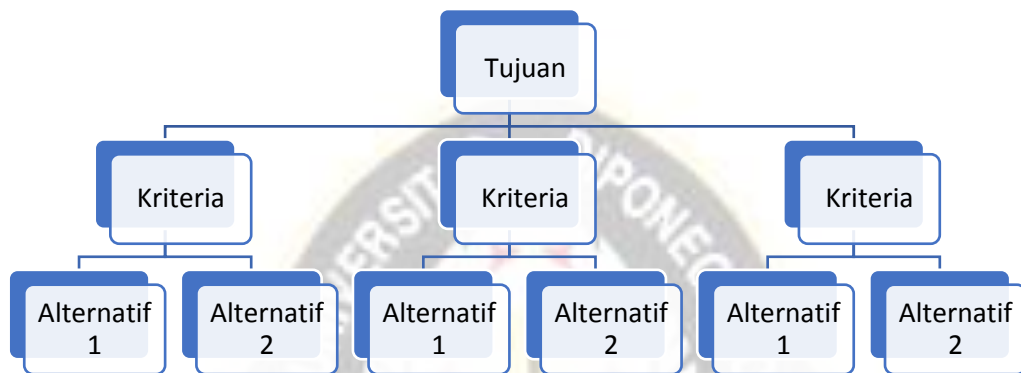 Tujuan
Kriteria
Kriteria
Kriteria
Alternatif
1
Alternatif
2
Alternatif
1
Alternatif
2
Alternatif
1
Alternatif
2